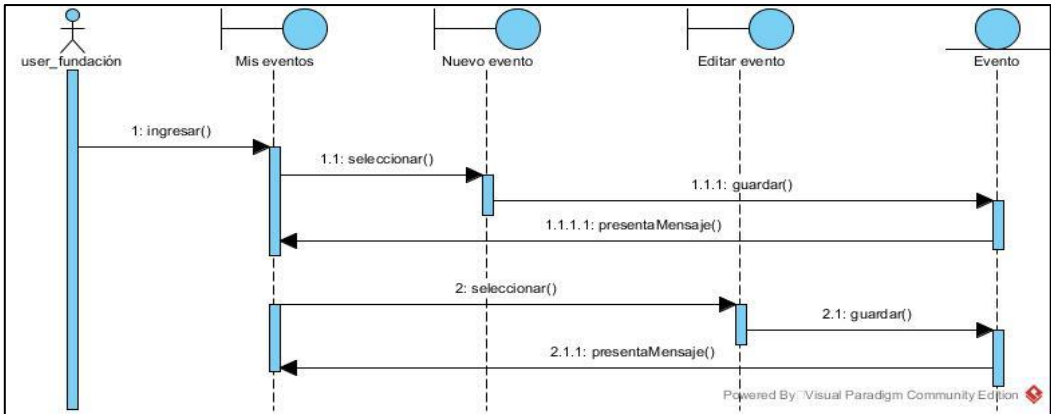 user_fundación
Mis eventos
Nuevo evento
Editar evento
Evento
1: ingresar()
1.1: seleccionar()
1.1.1: guardar()
1.1.1.1: presentaMensaje()
2: seleccionar()
2.1: guardar()
2.1.1: presentaMensaje()
Powered By Visual Paradigm Community Edition